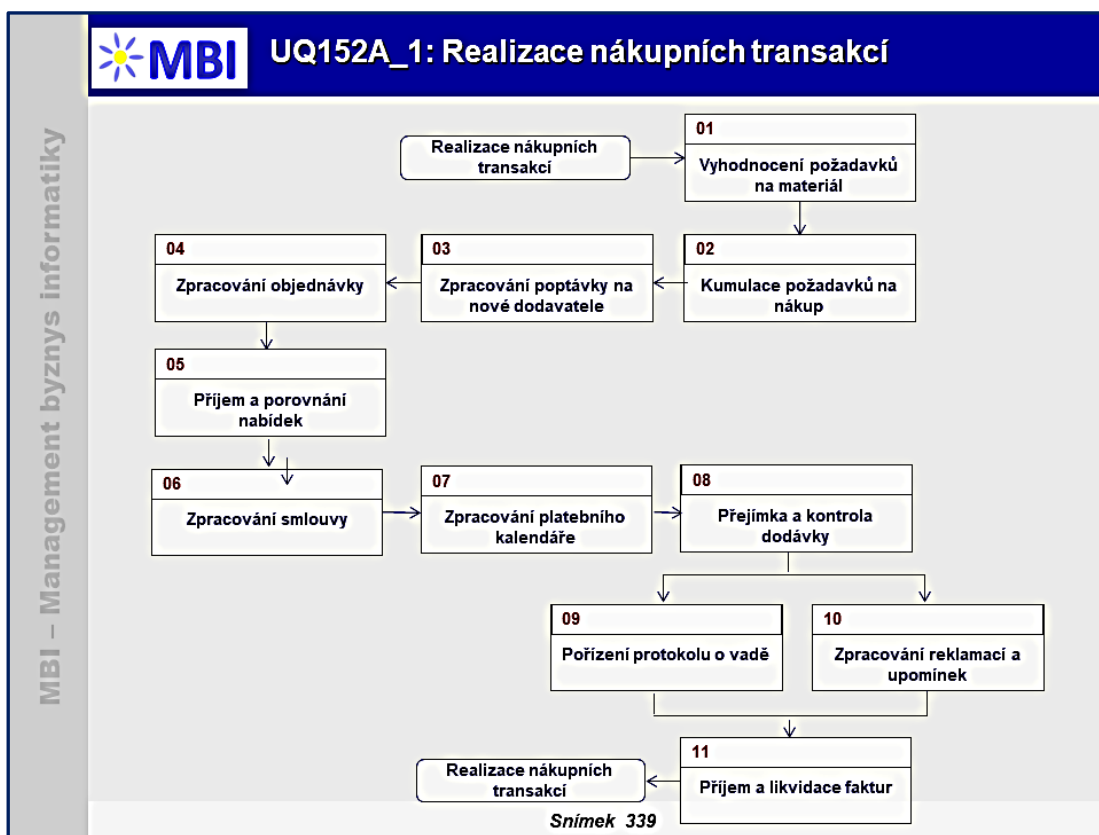 MBI – Management byznys informatiky
MBI
UQ152A_1: Realizace nákupních transakcí
Realizace nákupních
transakcí
01
Vyhodnocení požadavků
na materiál
04
Zpracování objednávky
03
Zpracování poptávky na
nové dodavatele
02
Kumulace požadavků na
nákup
05
Příjem a porovnání
nabídek
06
Zpracování smlouvy
07
Zpracování platebního
kalendáře
08
Přejímka a kontrola
dodávky
09
Pořízení protokolu o vadě
10
Zpracování reklamací a
upomínek
11
Příjem a likvidace faktur
Realizace nákupních
transakcí
Snímek 339